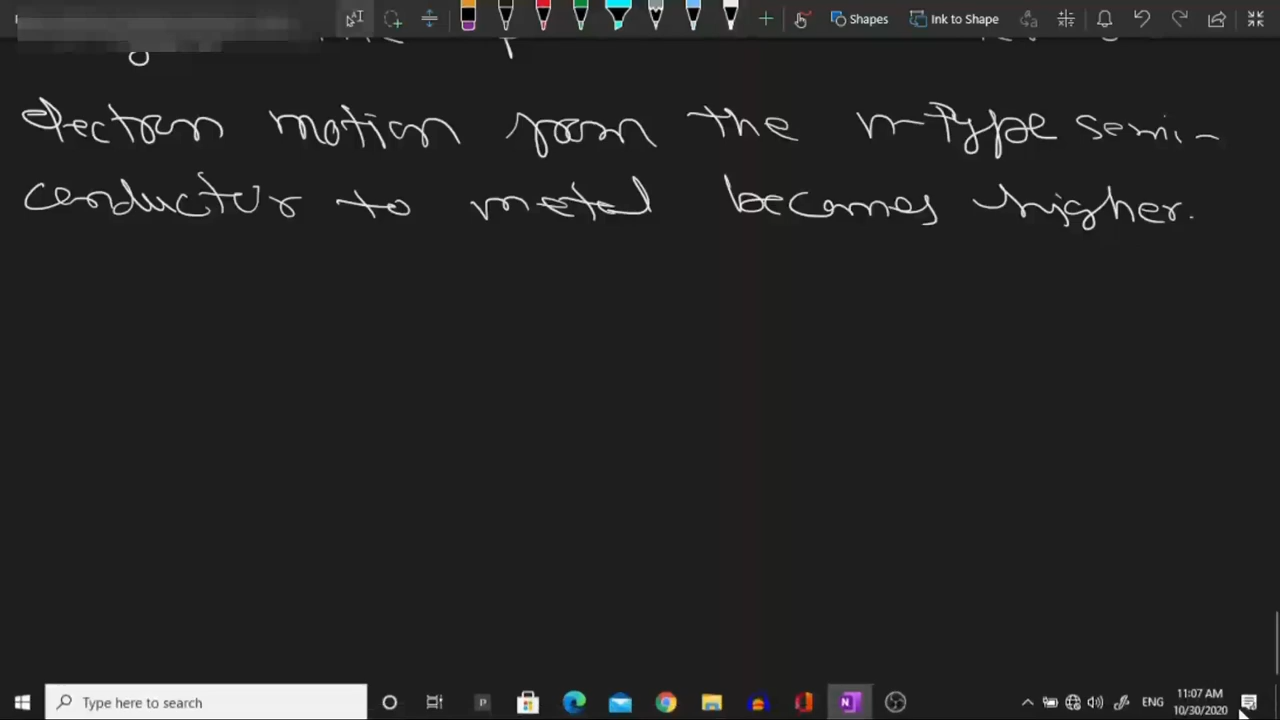 Shapes Ink to Shape
electron motion from the n-type semi-
conductor to metal becomes higher.
Type here to search
ENG
11:07 AM
10/30/2020